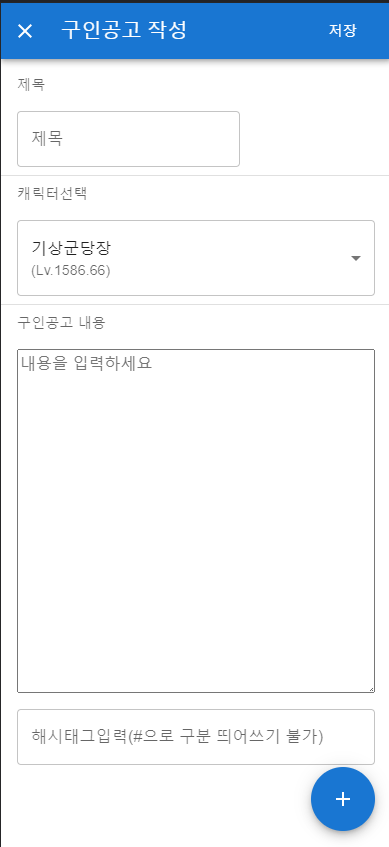 구인공고 작성
저장
제목
제목
캐릭터선택
기상군당장
(Lv.1586.66)
구인공고 내용
내용을 입력하세요
해시태그입력(#으로 구분 띄어쓰기 불가)